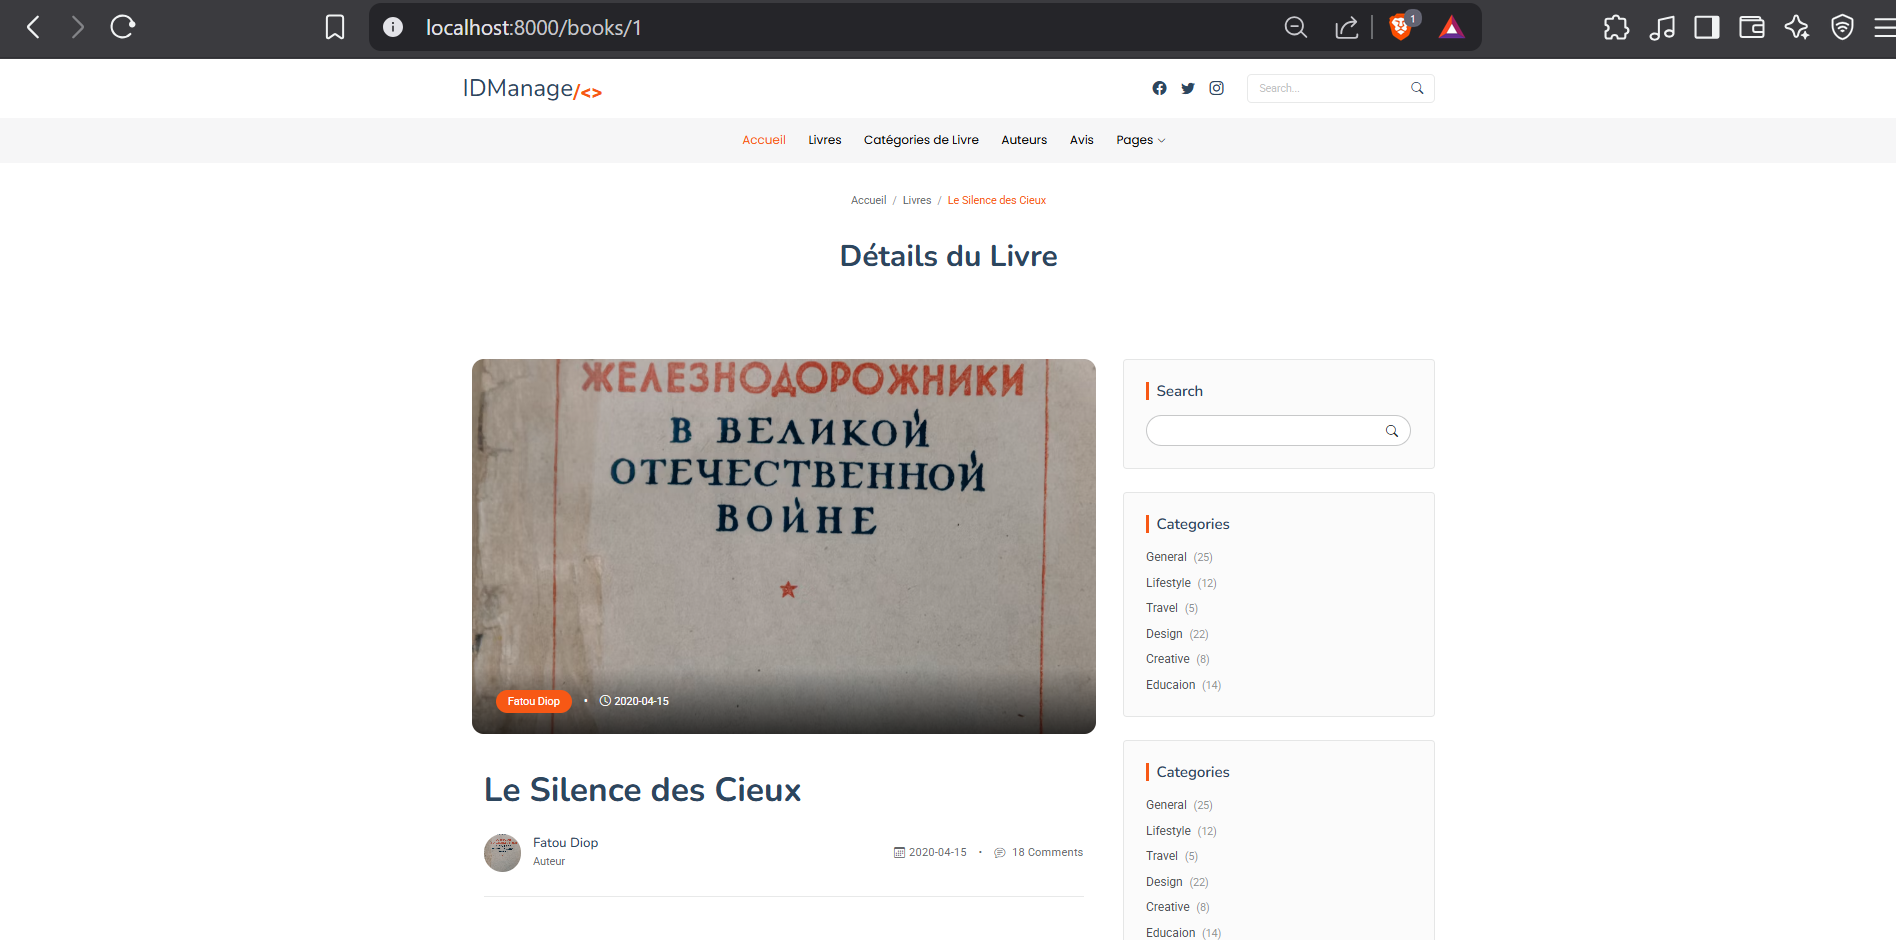 localhost:8000/books/1
1
IDManage/<>
Search...
Accueil Livres Catégories de Livre Auteurs Avis Pages
Accueil / Livres / Le Silence des Cieux
Détails du Livre
ЖЕЛЕЗНОДОРОЖНИКИ
В ВЕЛИКОЙ
ОТЕЧЕСТВЕННОЙ
ВОЙНЕ
Fatou Diop • 2020-04-15
Le Silence des Cieux
Fatou Diop
Auteur
2020-04-15 • 18 Comments
Search
Categories
General (25)
Lifestyle (12)
Travel (5)
Design (22)
Creative (8)
Educaion (14)
Categories
General (25)
Lifestyle (12)
Travel (5)
Design (22)
Creative (8)
Educaion (14)